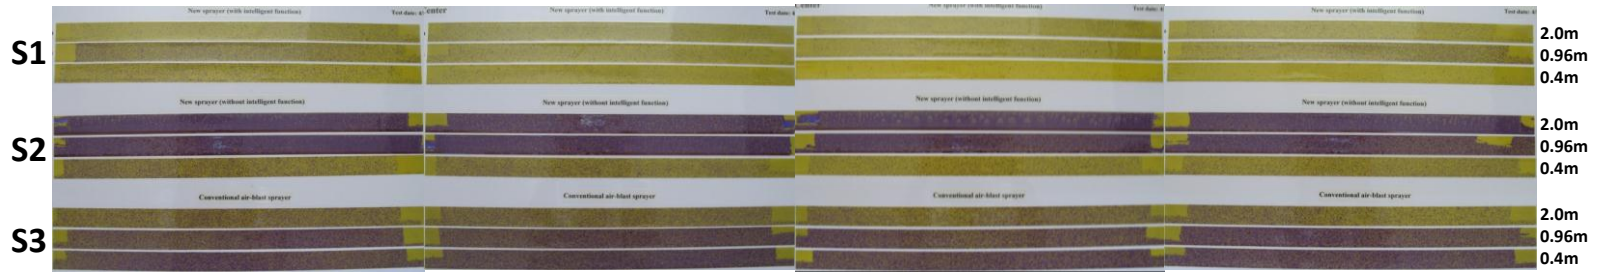 New sprayer (with intelligent function) Test date: Center New sprayer (with intelligent function) Test date: Center New sprayer (with intelligent function) Test date: New sprayer (with intelligent function) Test date:
S1
2.0m
0.96m
0.4m
New sprayer (without intelligent function) New sprayer (without intelligent function) New sprayer (without intelligent function) New sprayer (without intelligent function)
S2
2.0m
0.96m
0.4m
Conventional air-blast sprayer Conventional air-blast sprayer Conventional air-blast sprayer Conventional air-blast sprayer
S3
2.0m
0.96m
0.4m